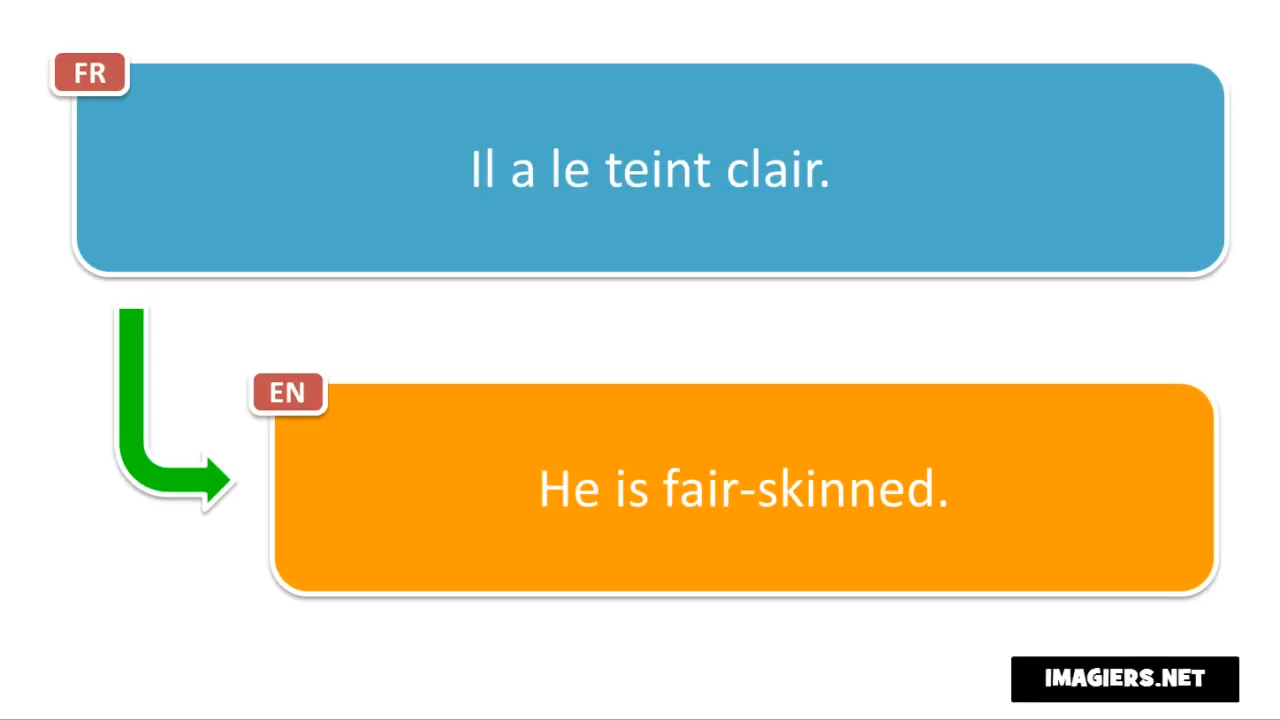 FR
Il a le teint clair.
EN
He is fair-skinned.
IMAGIERS.NET